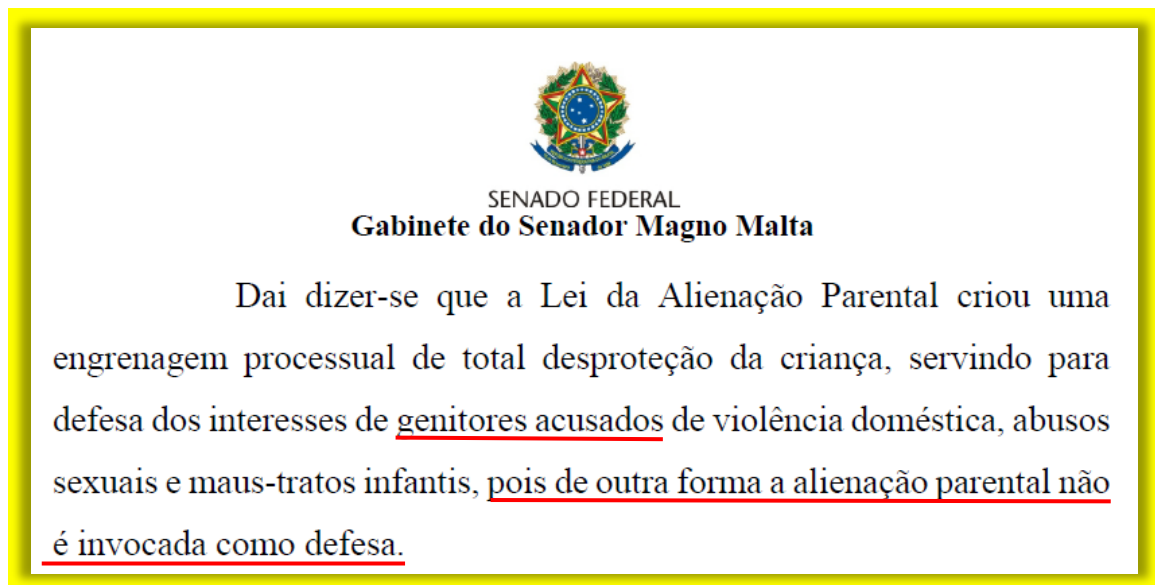 SENADO FEDERAL
Gabinete do Senador Magno Malta
Dai dizer-se que a Lei da Alienação Parental criou uma
engrenagem processual de total desproteção da criança, servindo para
defesa dos interesses de genitores acusados de violência doméstica, abusos
sexuais e maus-tratos infantis, pois de outra forma a alienação parental não
é invocada como defesa.